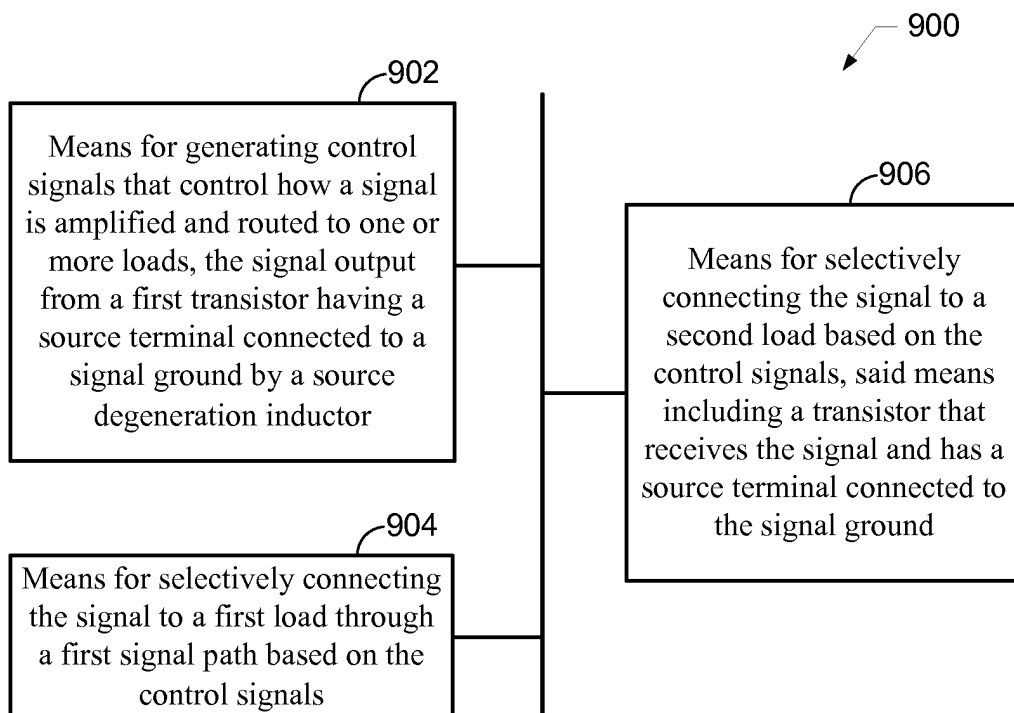 900
902
Means for generating control
signals that control how a signal
is amplified and routed to one or
more loads, the signal output
from a first transistor having a
source terminal connected to a
signal ground by a source
degeneration inductor
904
Means for selectively connecting
the signal to a first load through
a first signal path based on the
control signals
906
Means for selectively
connecting the signal to a
second load based on the
control signals, said means
including a transistor that
receives the signal and has a
source terminal connected to
the signal ground